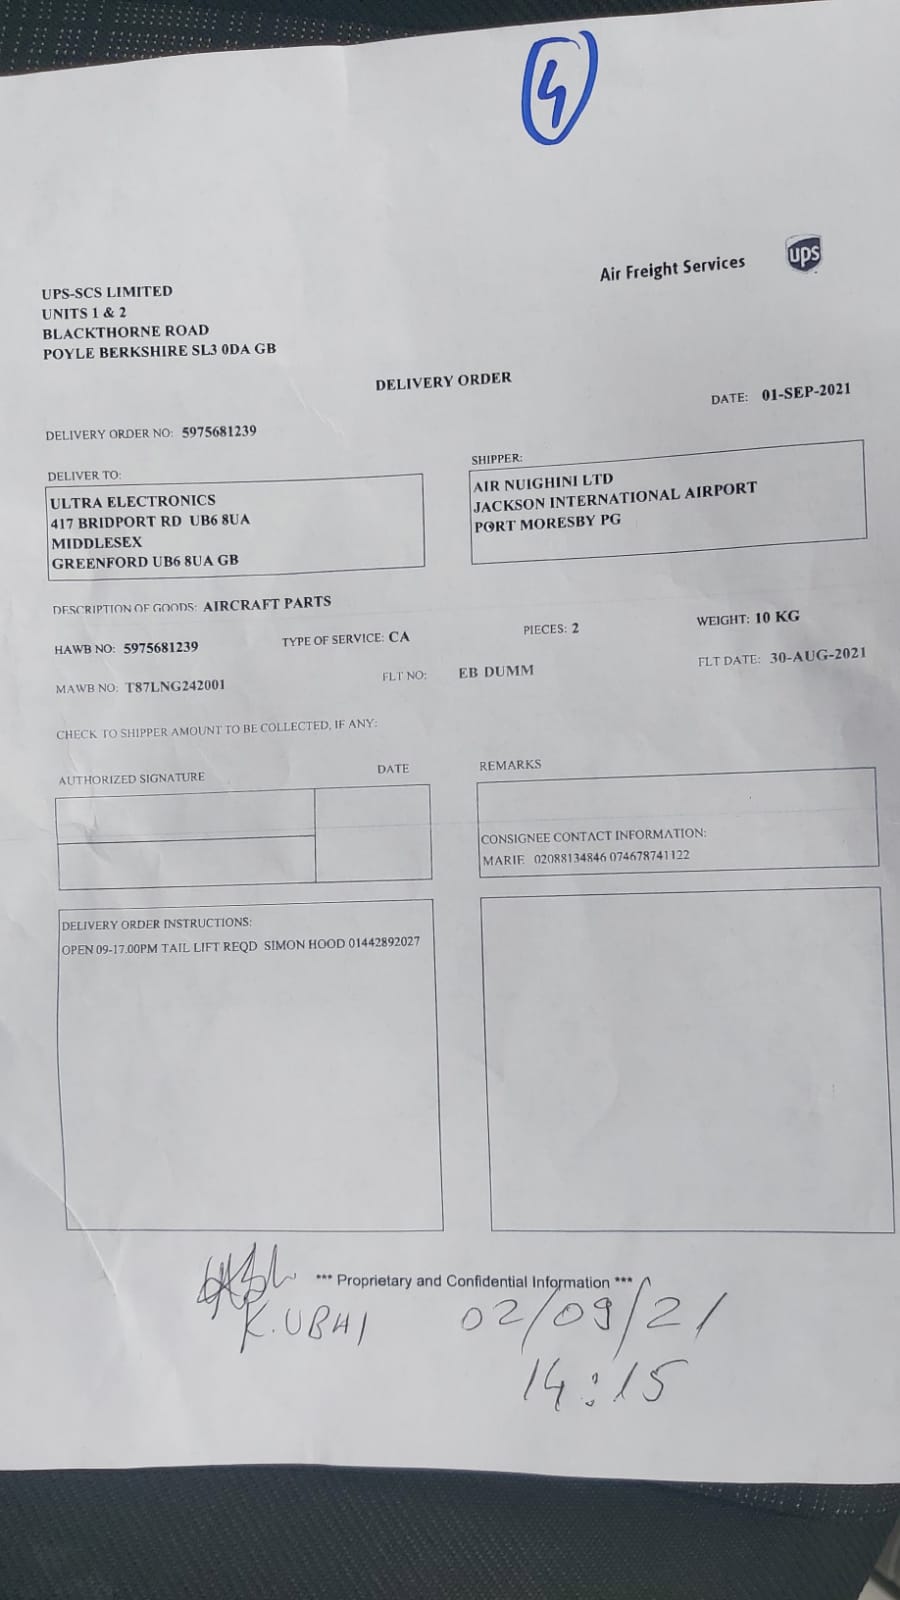 4
Air Freight Services ups
UPS-SCS LIMITED
UNITS 1 & 2
BLACKTHORNE ROAD
POYLE BERKSHIRE SL3 0DA GB
DELIVERY ORDER
DATE: 01-SEP-2021
DELIVERY ORDER NO: 5975681239
DELIVER TO:
ULTRA ELECTRONICS
417 BRIDPORT RD UB6 8UA
MIDDLESEX
GREENFORD UB6 8UA GB
SHIPPER:
AIR NUIGHINI LTD
JACKSON INTERNATIONAL AIRPORT
PORT MORESBY PG
DESCRIPTION OF GOODS: AIRCRAFT PARTS
HAWB NO: 5975681239 TYPE OF SERVICE: CA PIECES: 2 WEIGHT: 10 KG
MAWB NO: T87LNG242001 FLT NO: EB DUMM FLT DATE: 30-AUG-2021
CHECK TO SHIPPER AMOUNT TO BE COLLECTED, IF ANY:
AUTHORIZED SIGNATURE DATE
REMARKS
CONSIGNEE CONTACT INFORMATION:
MARIE 02088134846 074678741122
DELIVERY ORDER INSTRUCTIONS:
OPEN 09-17.00PM TAIL LIFT REQD SIMON HOOD 01442892027
*** Proprietary and Confidential Information ***
K.UBHI 02/09/21
14:15